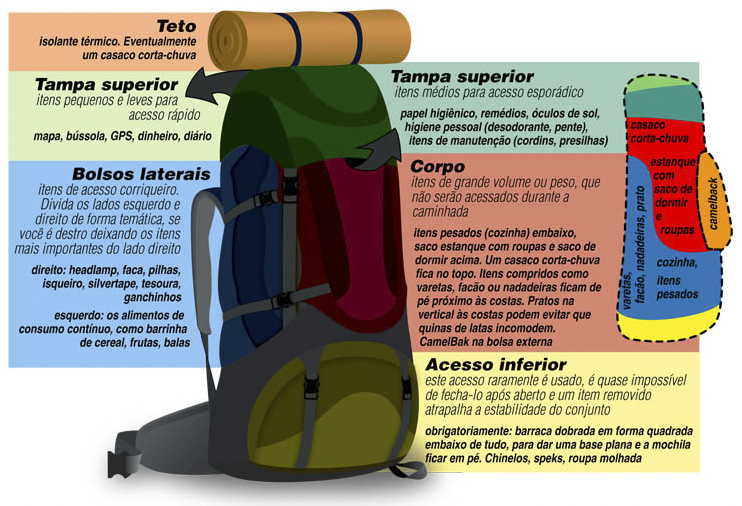 Teto
isolante térmico. Eventualmente
um casaco corta-chuva
Tampa superior
itens pequenos e leves para
acesso rápido
mapa, bússola, GPS, dinheiro, diário
Bolsos laterais
itens de acesso corriqueiro.
Divida os lados esquerdo e
direito de forma temática, se
você é destro deixando os itens
mais importantes do lado direito
direito: headlamp, faca, pilhas,
isqueiro, silvertape, tesoura,
ganchinhos
esquerdo: os alimentos de
consumo contínuo, como barrinha
de cereal, frutas, balas
Tampa superior
itens médios para acesso esporádico
papel higiênico, remédios, óculos de sol,
higiene pessoal (desodorante, pente),
itens de manutenção (cordins, presilhas)
Corpo
itens de grande volume ou peso, que
não serão acessados durante a
caminhada
itens pesados (cozinha) embaixo,
saco estanque com roupas e saco de
dormir acima. Um casaco corta-chuva
fica no topo. Itens compridos como
varetas, facão ou nadadeiras ficam de
pé próximo às costas. Pratos na
vertical às costas podem evitar que
quinas de latas incomodem.
CamelBak na bolsa externa
Acesso inferior
este acesso raramente é usado, é quase impossível
de fecha-lo após aberto e um item removido
atrapalha a estabilidade do conjunto
obrigatoriamente: barraca dobrada em forma quadrada
embaixo de tudo, para dar uma base plana e a mochila
ficar em pé. Chinelos, speks, roupa molhada
casaco
corta-chuva
estanque
com
saco de
dormir
e
roupas
camelback
varetas,
facão, nadadeiras, prato
cozinha,
itens
pesados